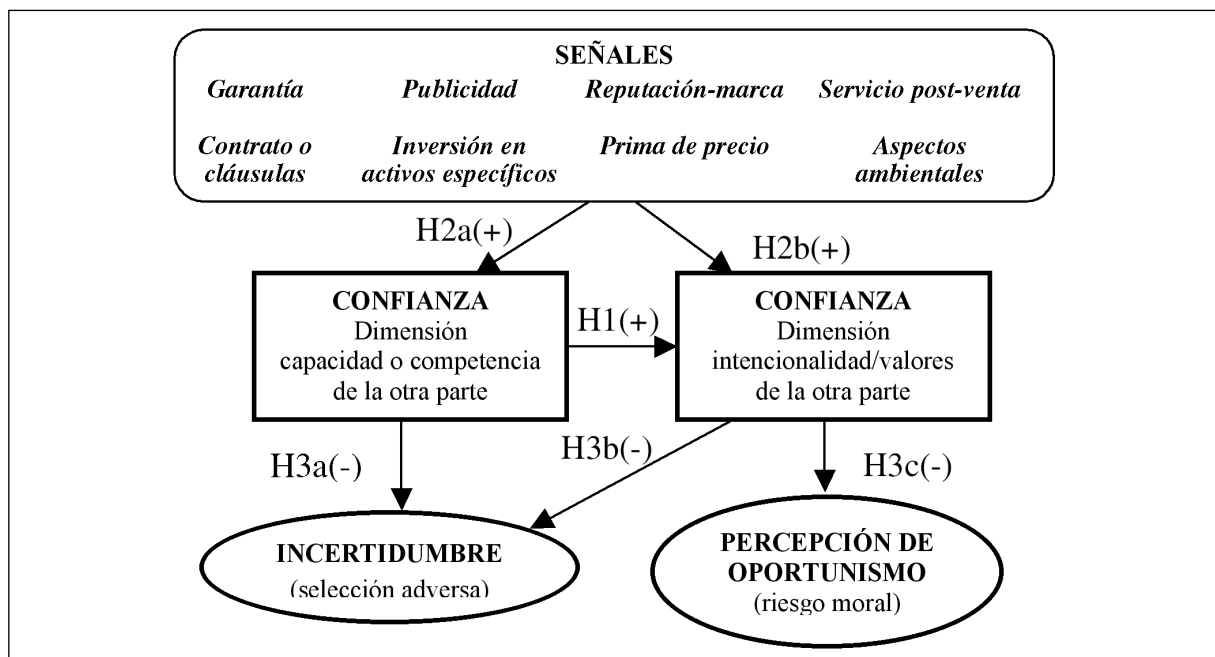 SEÑALES
Garantía Publicidad Reputación-marca Servicio post-venta
Contrato o cláusulas Inversión en activos específicos Prima de precio Aspectos ambientales
H2a(+)
H2b(+)
CONFIANZA
Dimensión
capacidad o competencia
de la otra parte
H1(+)
CONFIANZA
Dimensión
intencionalidad/valores
de la otra parte
H3a(-)
H3b(-)
H3c(-)
INCERTIDUMBRE
(selección adversa)
PERCEPCIÓN DE
OPORTUNISMO
(riesgo moral)